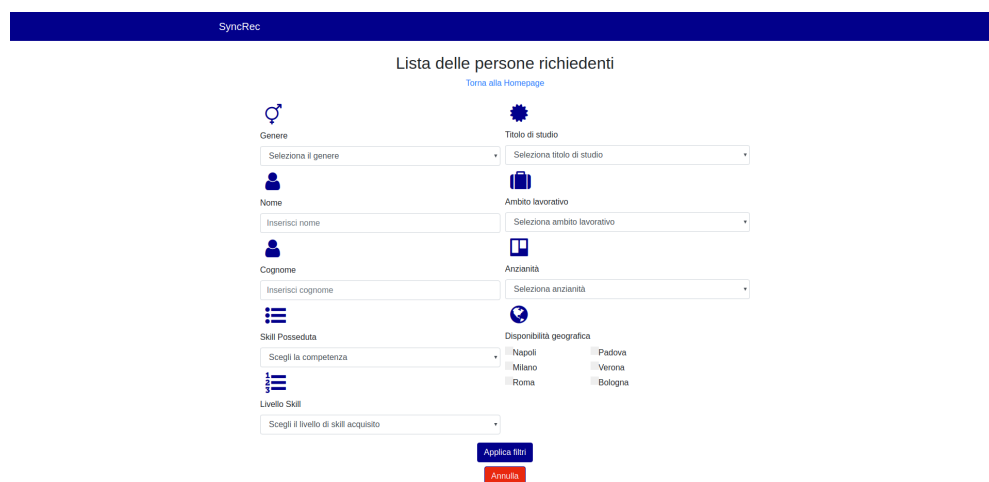 SyncRec
Lista delle persone richiedenti
Torna alla Homepage
Genere
Seleziona il genere
Nome
Inserisci nome
Cognome
Inserisci cognome
Skill Posseduta
Scegli la competenza
1
2
3
Livello Skill
Scegli il livello di skill acquisito
Titolo di studio
Seleziona titolo di studio
Ambito lavorativo
Seleziona ambito lavorativo
Anzianità
Seleziona anzianità
Disponibilità geografica
Napoli Padova
Milano Verona
Roma Bologna
Applica filtri
Annulla